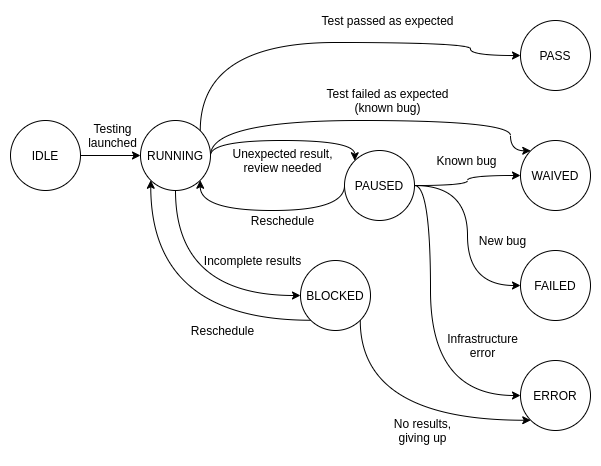 Test passed as expected
PASS
Test failed as expected
(known bug)
Testing
launched
IDLE
RUNNING
Unexpected result,
review needed
Known bug
WAIVED
PAUSED
Reschedule
New bug
Incomplete results
BLOCKED
FAILED
Reschedule
Infrastructure
error
ERROR
No results,
giving up